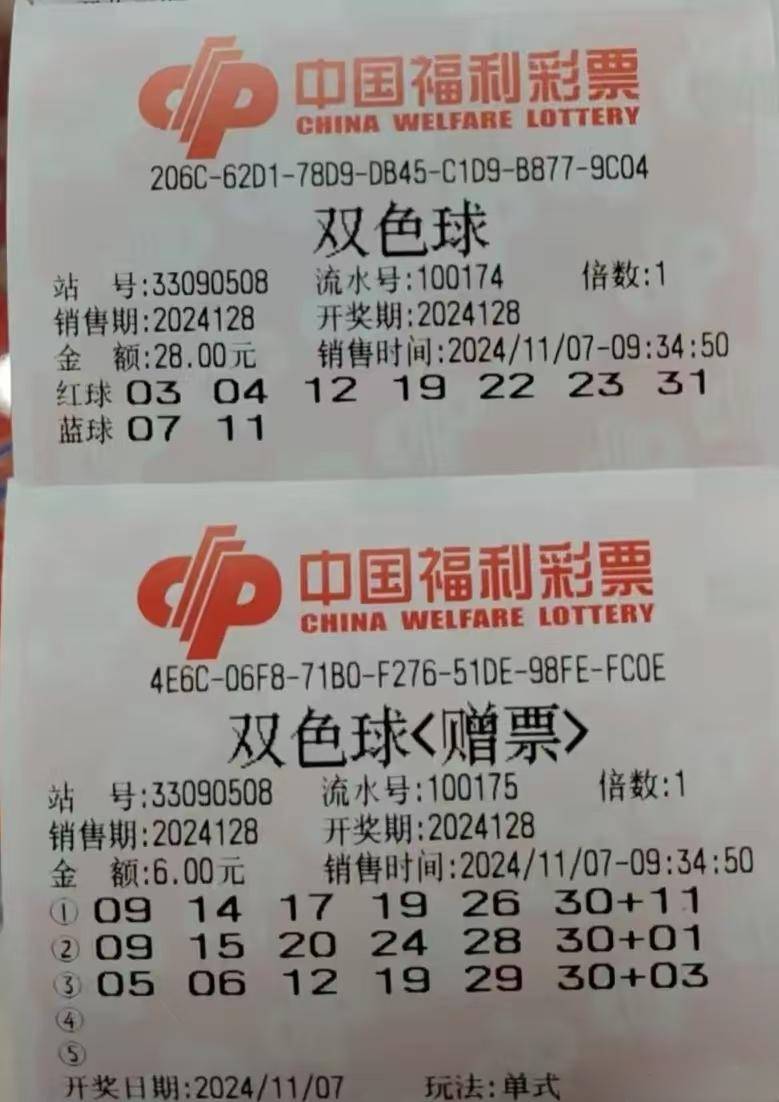 中国福利彩票
CHINA WELFARE LOTTERY
206C-62D1-78D9-DB45-C1D9-B877-9C04
双色球
站 号:33090508 流水号:100174 倍数:1
销售期:2024128 开奖期:2024128
金 额:28.00元 销售时间:2024/11/07-09:34:50
红球 03 04 12 19 22 23 31
蓝球 07 11
中国福利彩票
CHINA WELFARE LOTTERY
4E6C-06F8-71B0-F276-51DE-98FE-FC0E
双色球<赠票>
站 号:33090508 流水号:100175 倍数:1
销售期:2024128 开奖期:2024128
金 额:6.00元 销售时间:2024/11/07-09:34:50
① 09 14 17 19 26 30+11
② 09 15 20 24 28 30+01
③ 05 06 12 19 29 30+03
④
⑤
开奖日期:2024/11/07 玩法:单式